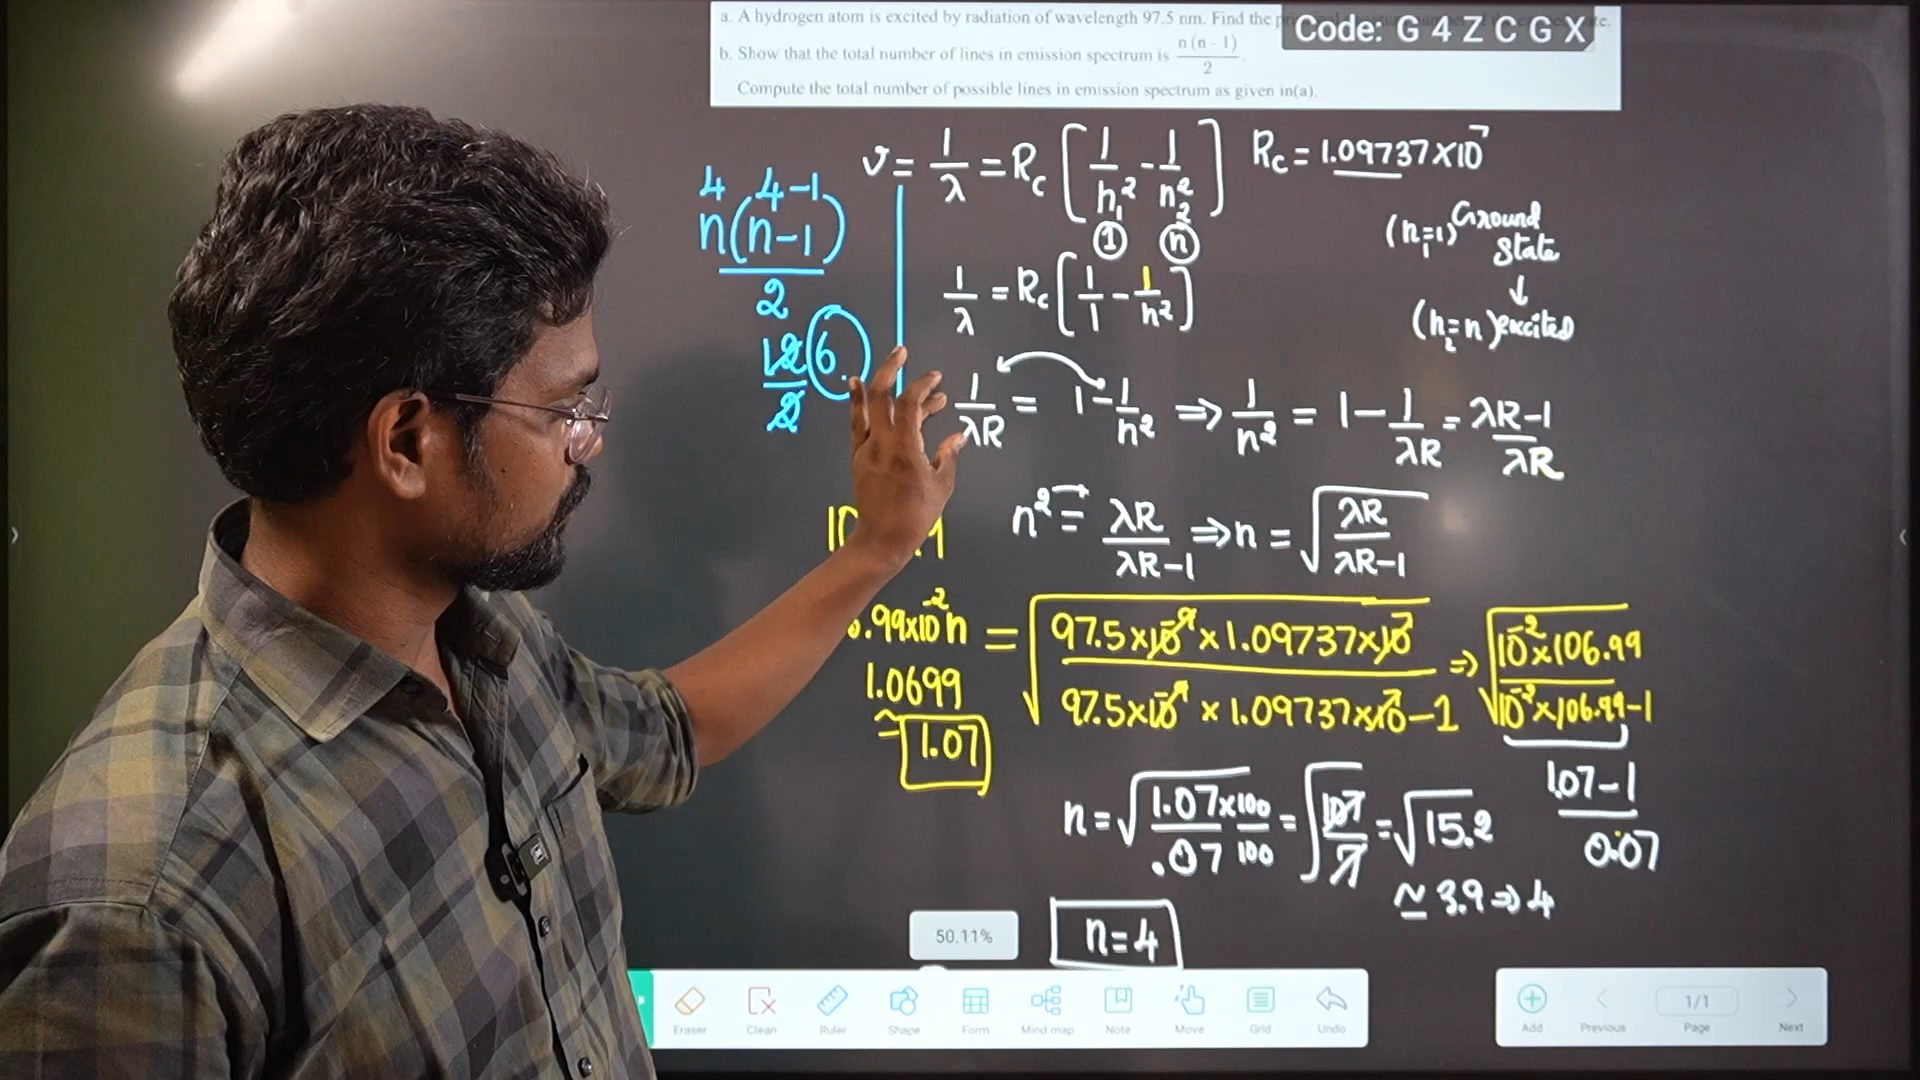 a. A hydrogen atom is excited by radiation of wavelength 97.5 nm. Find the
Code: G 4 Z C G X
b. Show that the total number of lines in emission spectrum is n (n - 1) / 2
Compute the total number of possible lines in emission spectrum as given in(a).
ν = 1/λ = R_C [1/n₁² - 1/n₂²]
① ⓝ
R_C = 1.09737×10⁷
(n₁=1) Ground State
↓
(n₂=n) excited
4 4-1
n(n-1)
2
12 6.
2
1/λ = R_C [1/1 - 1/n²]
1/λR = 1 - 1/n² ⇒ 1/n² = 1 - 1/λR = λR-1/λR
n² = λR/λR-1 ⇒ n = √(λR/λR-1)
.99×10⁻² n = √(97.5×10⁻⁹ × 1.09737×10⁷ / 97.5×10⁻⁹ × 1.09737×10⁷ - 1) ⇒ √(10⁻²×106.99 / 10⁻²×106.99-1)
1.0699
≃ 1.07
1.07-1
0.07
n = √(1.07×100 / .07 100) = √(107/7) = √15.2
≃ 3.9 ⇒ 4
n=4
50.11%
Eraser Clean Ruler Shape Form Mind map Note Move Grid Undo
Add Previous 1/1 Page Next